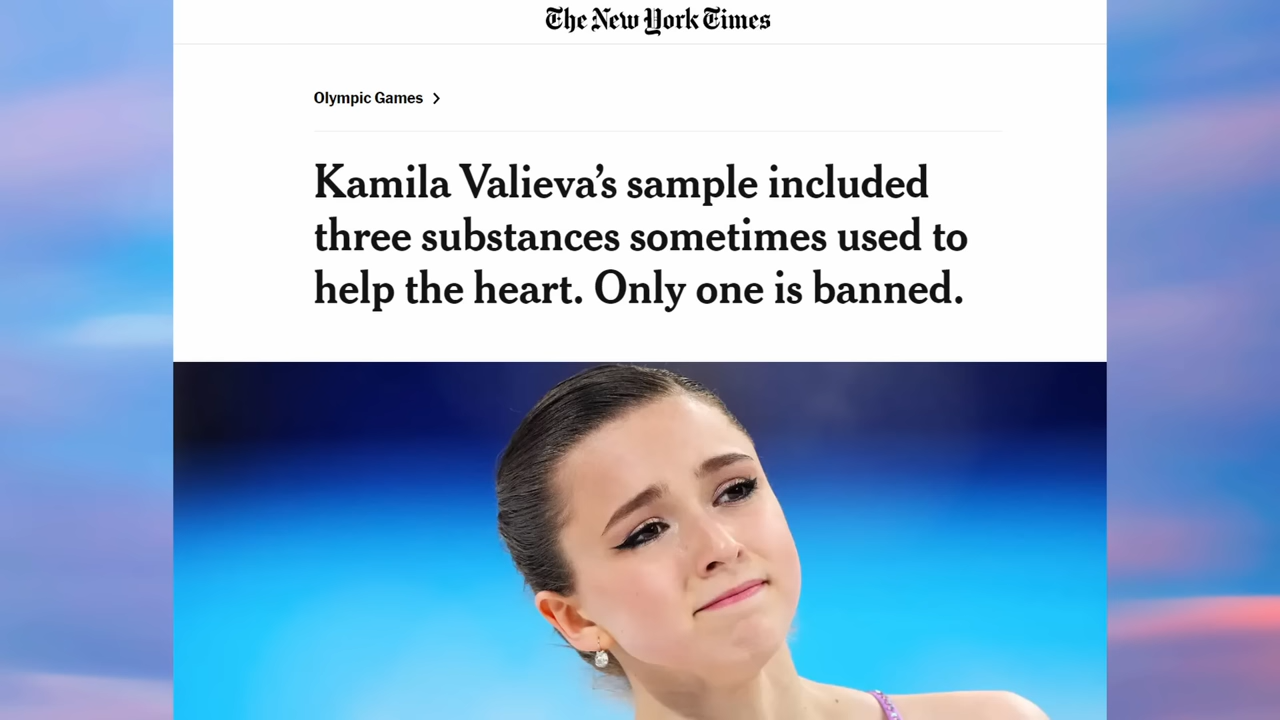 The New York Times
Olympic Games >
Kamila Valieva’s sample included
three substances sometimes used to
help the heart. Only one is banned.